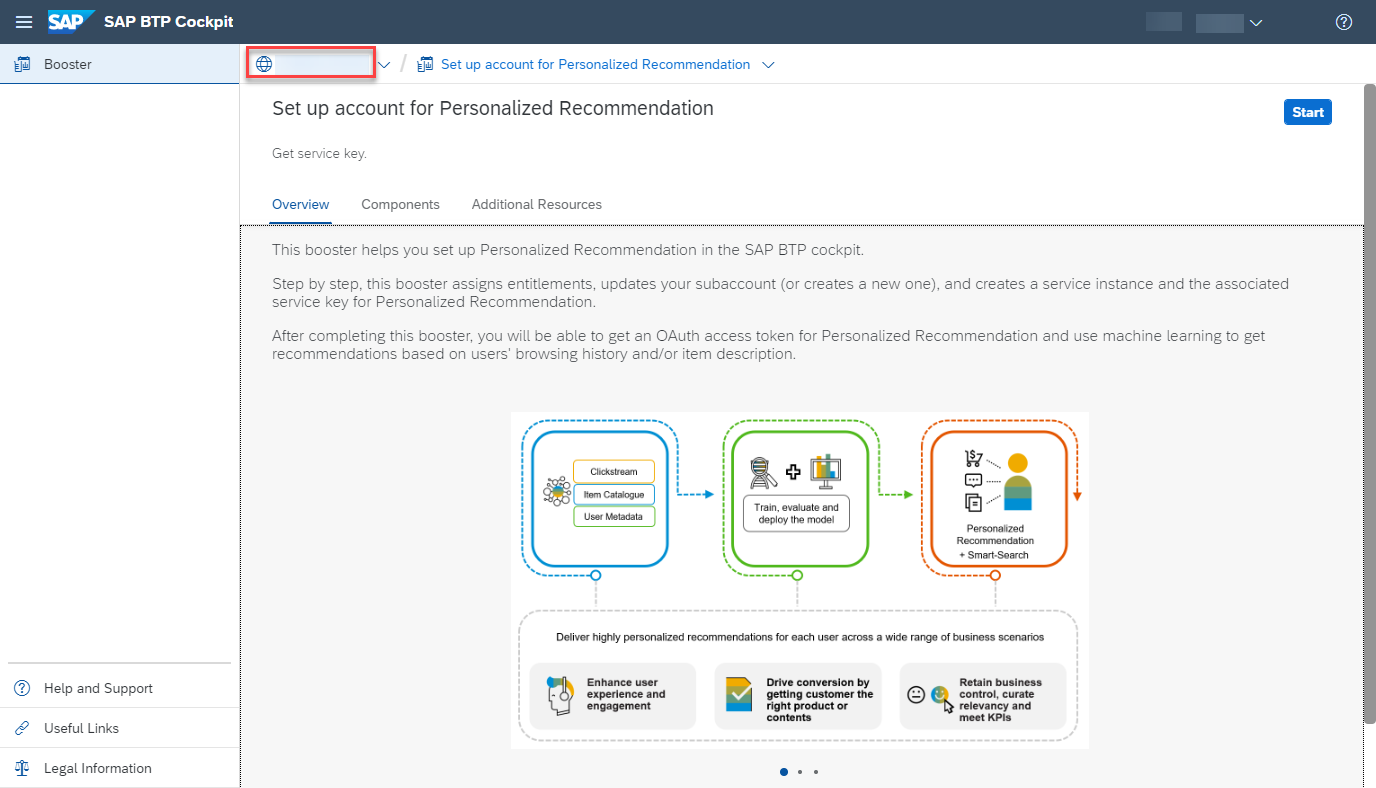 SAP SAP BTP Cockpit
Booster
Set up account for Personalized Recommendation
Set up account for Personalized Recommendation
Start
Get service key.
Overview Components Additional Resources
This booster helps you set up Personalized Recommendation in the SAP BTP cockpit.
Step by step, this booster assigns entitlements, updates your subaccount (or creates a new one), and creates a service instance and the associated
service key for Personalized Recommendation.
After completing this booster, you will be able to get an OAuth access token for Personalized Recommendation and use machine learning to get
recommendations based on users' browsing history and/or item description.
Clickstream
Item Catalogue
User Metadata
Train, evaluate and
deploy the model
Personalized
Recommendation
+ Smart-Search
Deliver highly personalized recommendations for each user across a wide range of business scenarios
Enhance user
experience and
engagement
Drive conversion by
getting customer the
right product or
contents
Retain business
control, curate
relevancy and
meet KPIs
Help and Support
Useful Links
Legal Information